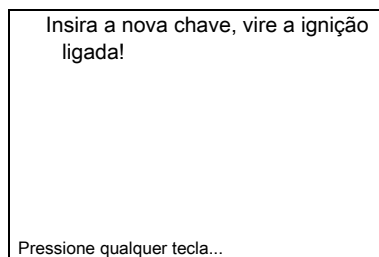 Insira a nova chave, vire a ignição
ligada!
Pressione qualquer tecla...